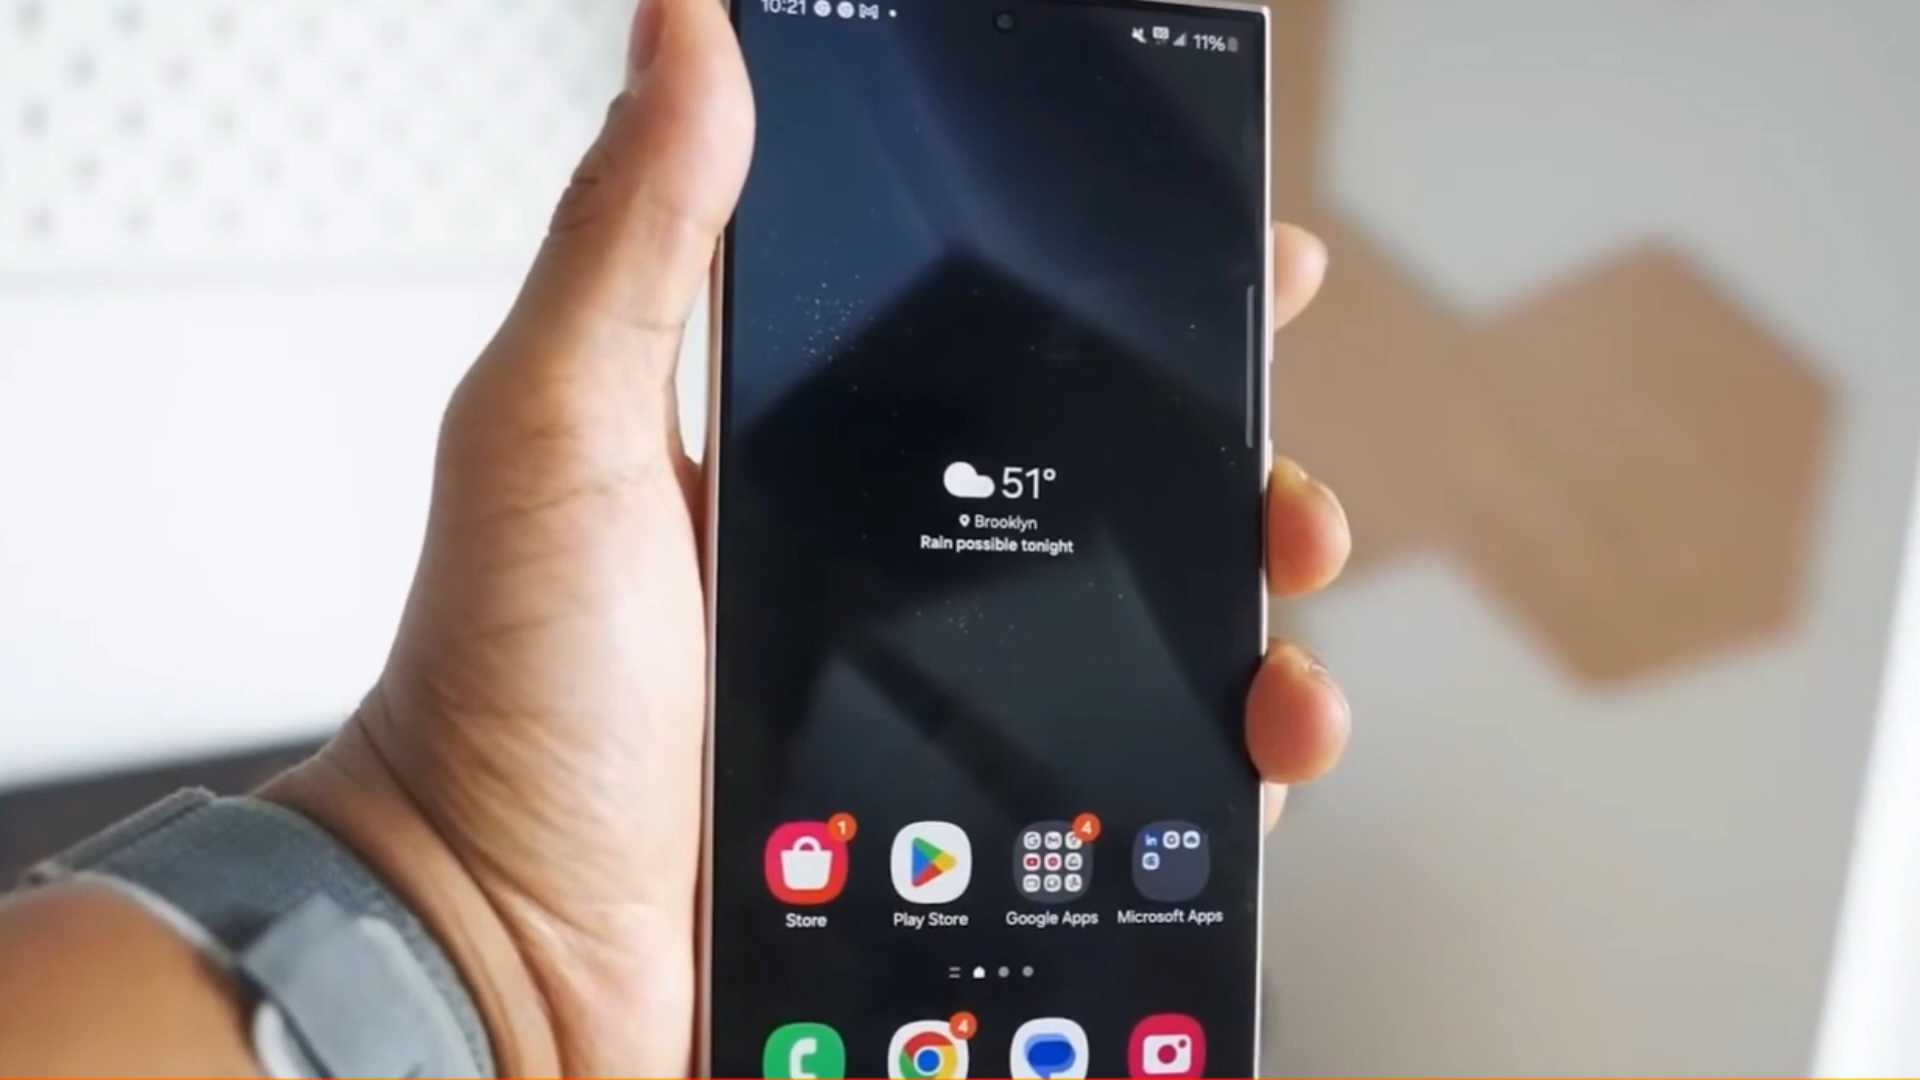 10:21
11%
51°
Brooklyn
Rain possible tonight
1
4
Store
Play Store
Google Apps
Microsoft Apps
4